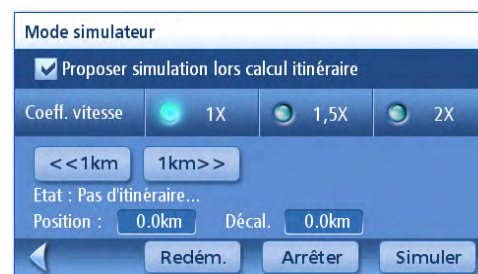 Mode simulateur
Proposer simulation lors calcul itinéraire
Coeff. vitesse 1X 1,5X 2X
<<1km 1km>>
Etat : Pas d'itinéraire...
Position : 0.0km Décal. 0.0km
Redém. Arrêter Simuler